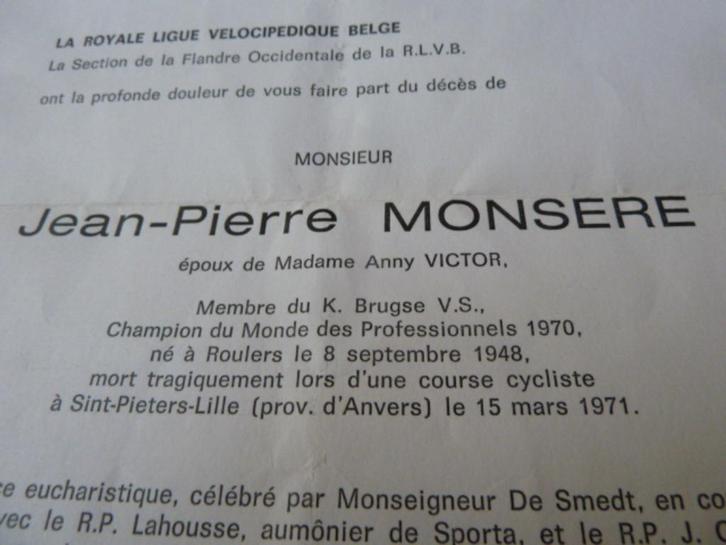 LA ROYALE LIGUE VELOCIPEDIQUE BELGE
La Section de la Flandre Occidentale de la R.L.V.B.
ont la profonde douleur de vous faire part du décès de
MONSIEUR
Jean-Pierre MONSERE
époux de Madame Anny VICTOR,
Membre du K. Brugse V.S.,
Champion du Monde des Professionnels 1970,
né à Roulers le 8 septembre 1948,
mort tragiquement lors d'une course cycliste
à Sint-Pieters-Lille (prov. d'Anvers) le 15 mars 1971.
ce eucharistique, célébré par Monseigneur De Smedt, en co
vec le R.P. Lahousse, aumônier de Sporta, et le R.P. J.